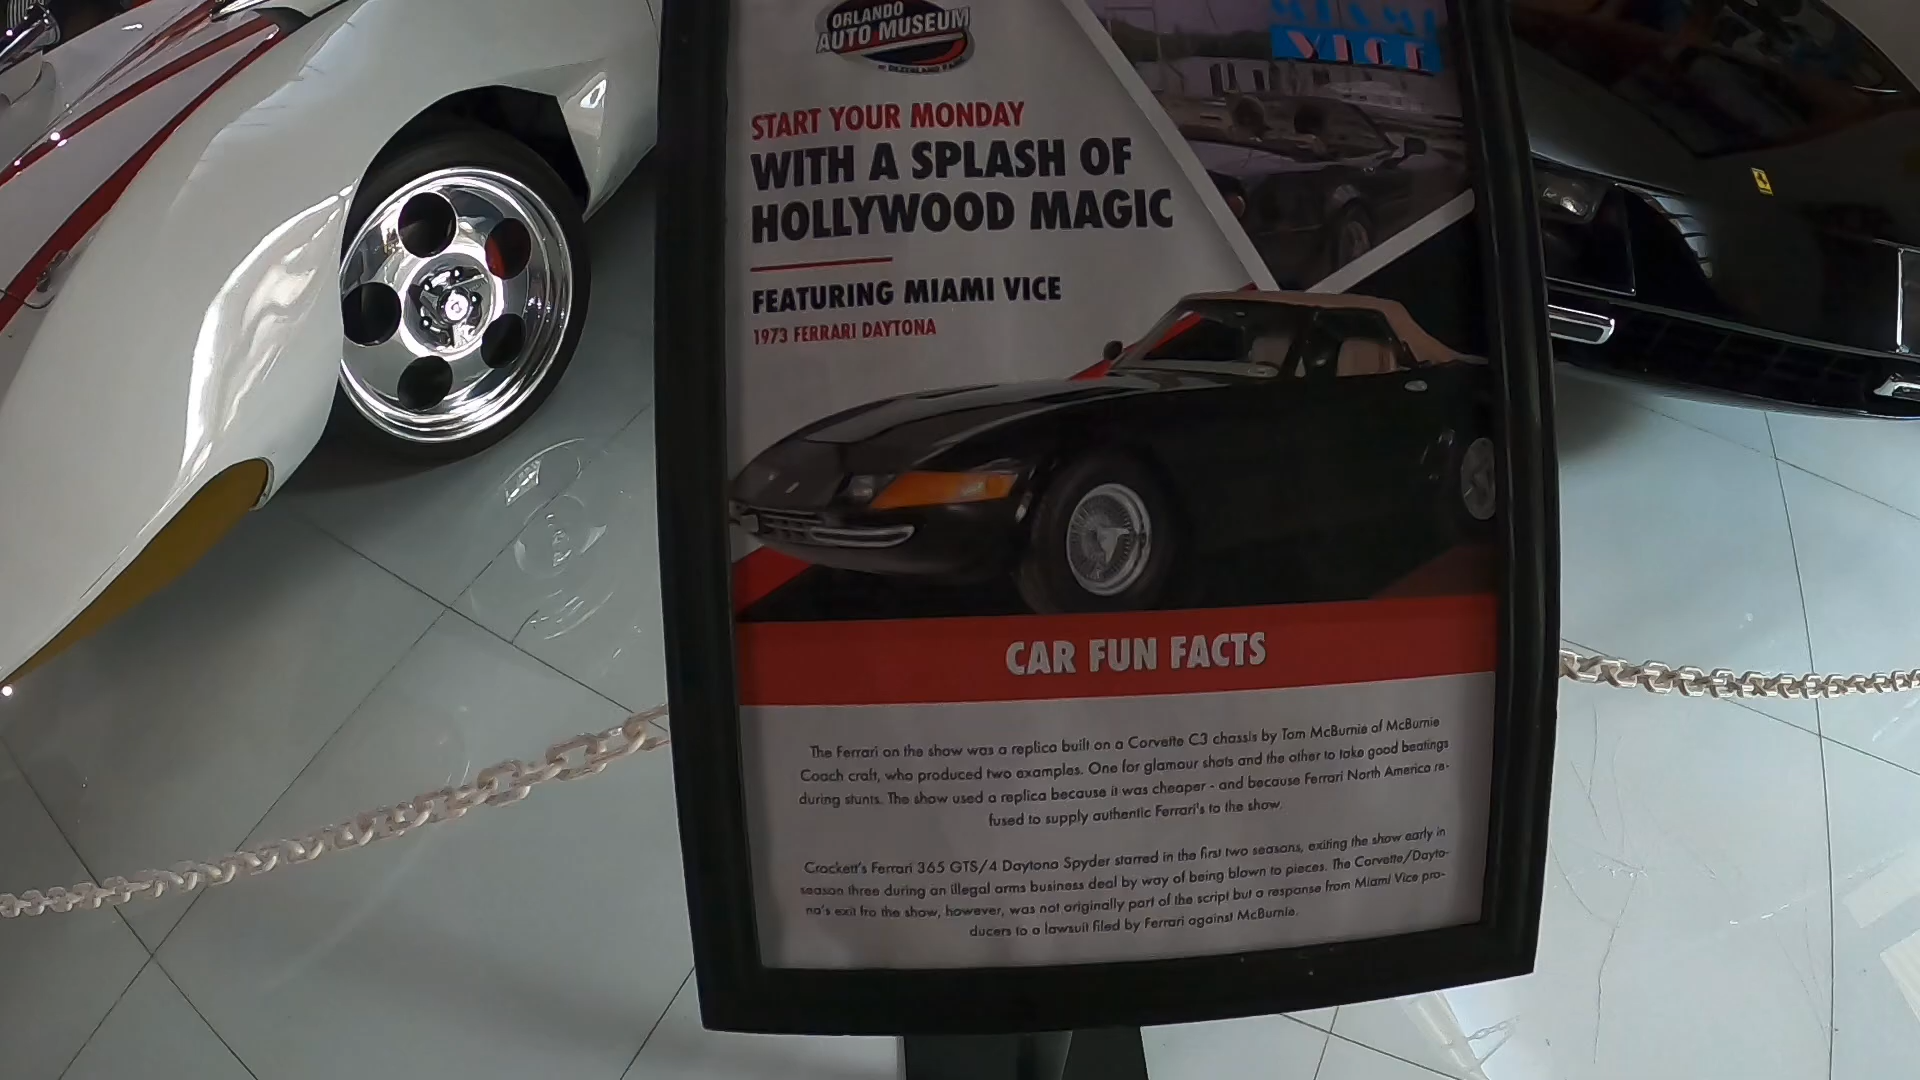 ORLANDO
AUTO MUSEUM
AT DEZERLAND PARK
MIAMI
VICE
START YOUR MONDAY
WITH A SPLASH OF
HOLLYWOOD MAGIC
FEATURING MIAMI VICE
1973 FERRARI DAYTONA
CAR FUN FACTS
The Ferrari on the show was a replica built on a Corvette C3 chassis by Tom McBurnie of McBurnie
Coach craft, who produced two examples. One for glamour shots and the other to take good beatings
during stunts. The show used a replica because it was cheaper - and because Ferrari North America re-
fused to supply authentic Ferrari's to the show.
Crockett's Ferrari 365 GTS/4 Daytona Spyder starred in the first two seasons, exiting the show early in
season three during an illegal arms business deal by way of being blown to pieces. The Corvette/Dayto-
na's exit fro the show, however, was not originally part of the script but a response from Miami Vice pro-
ducers to a lawsuit filed by Ferrari against McBurnie.